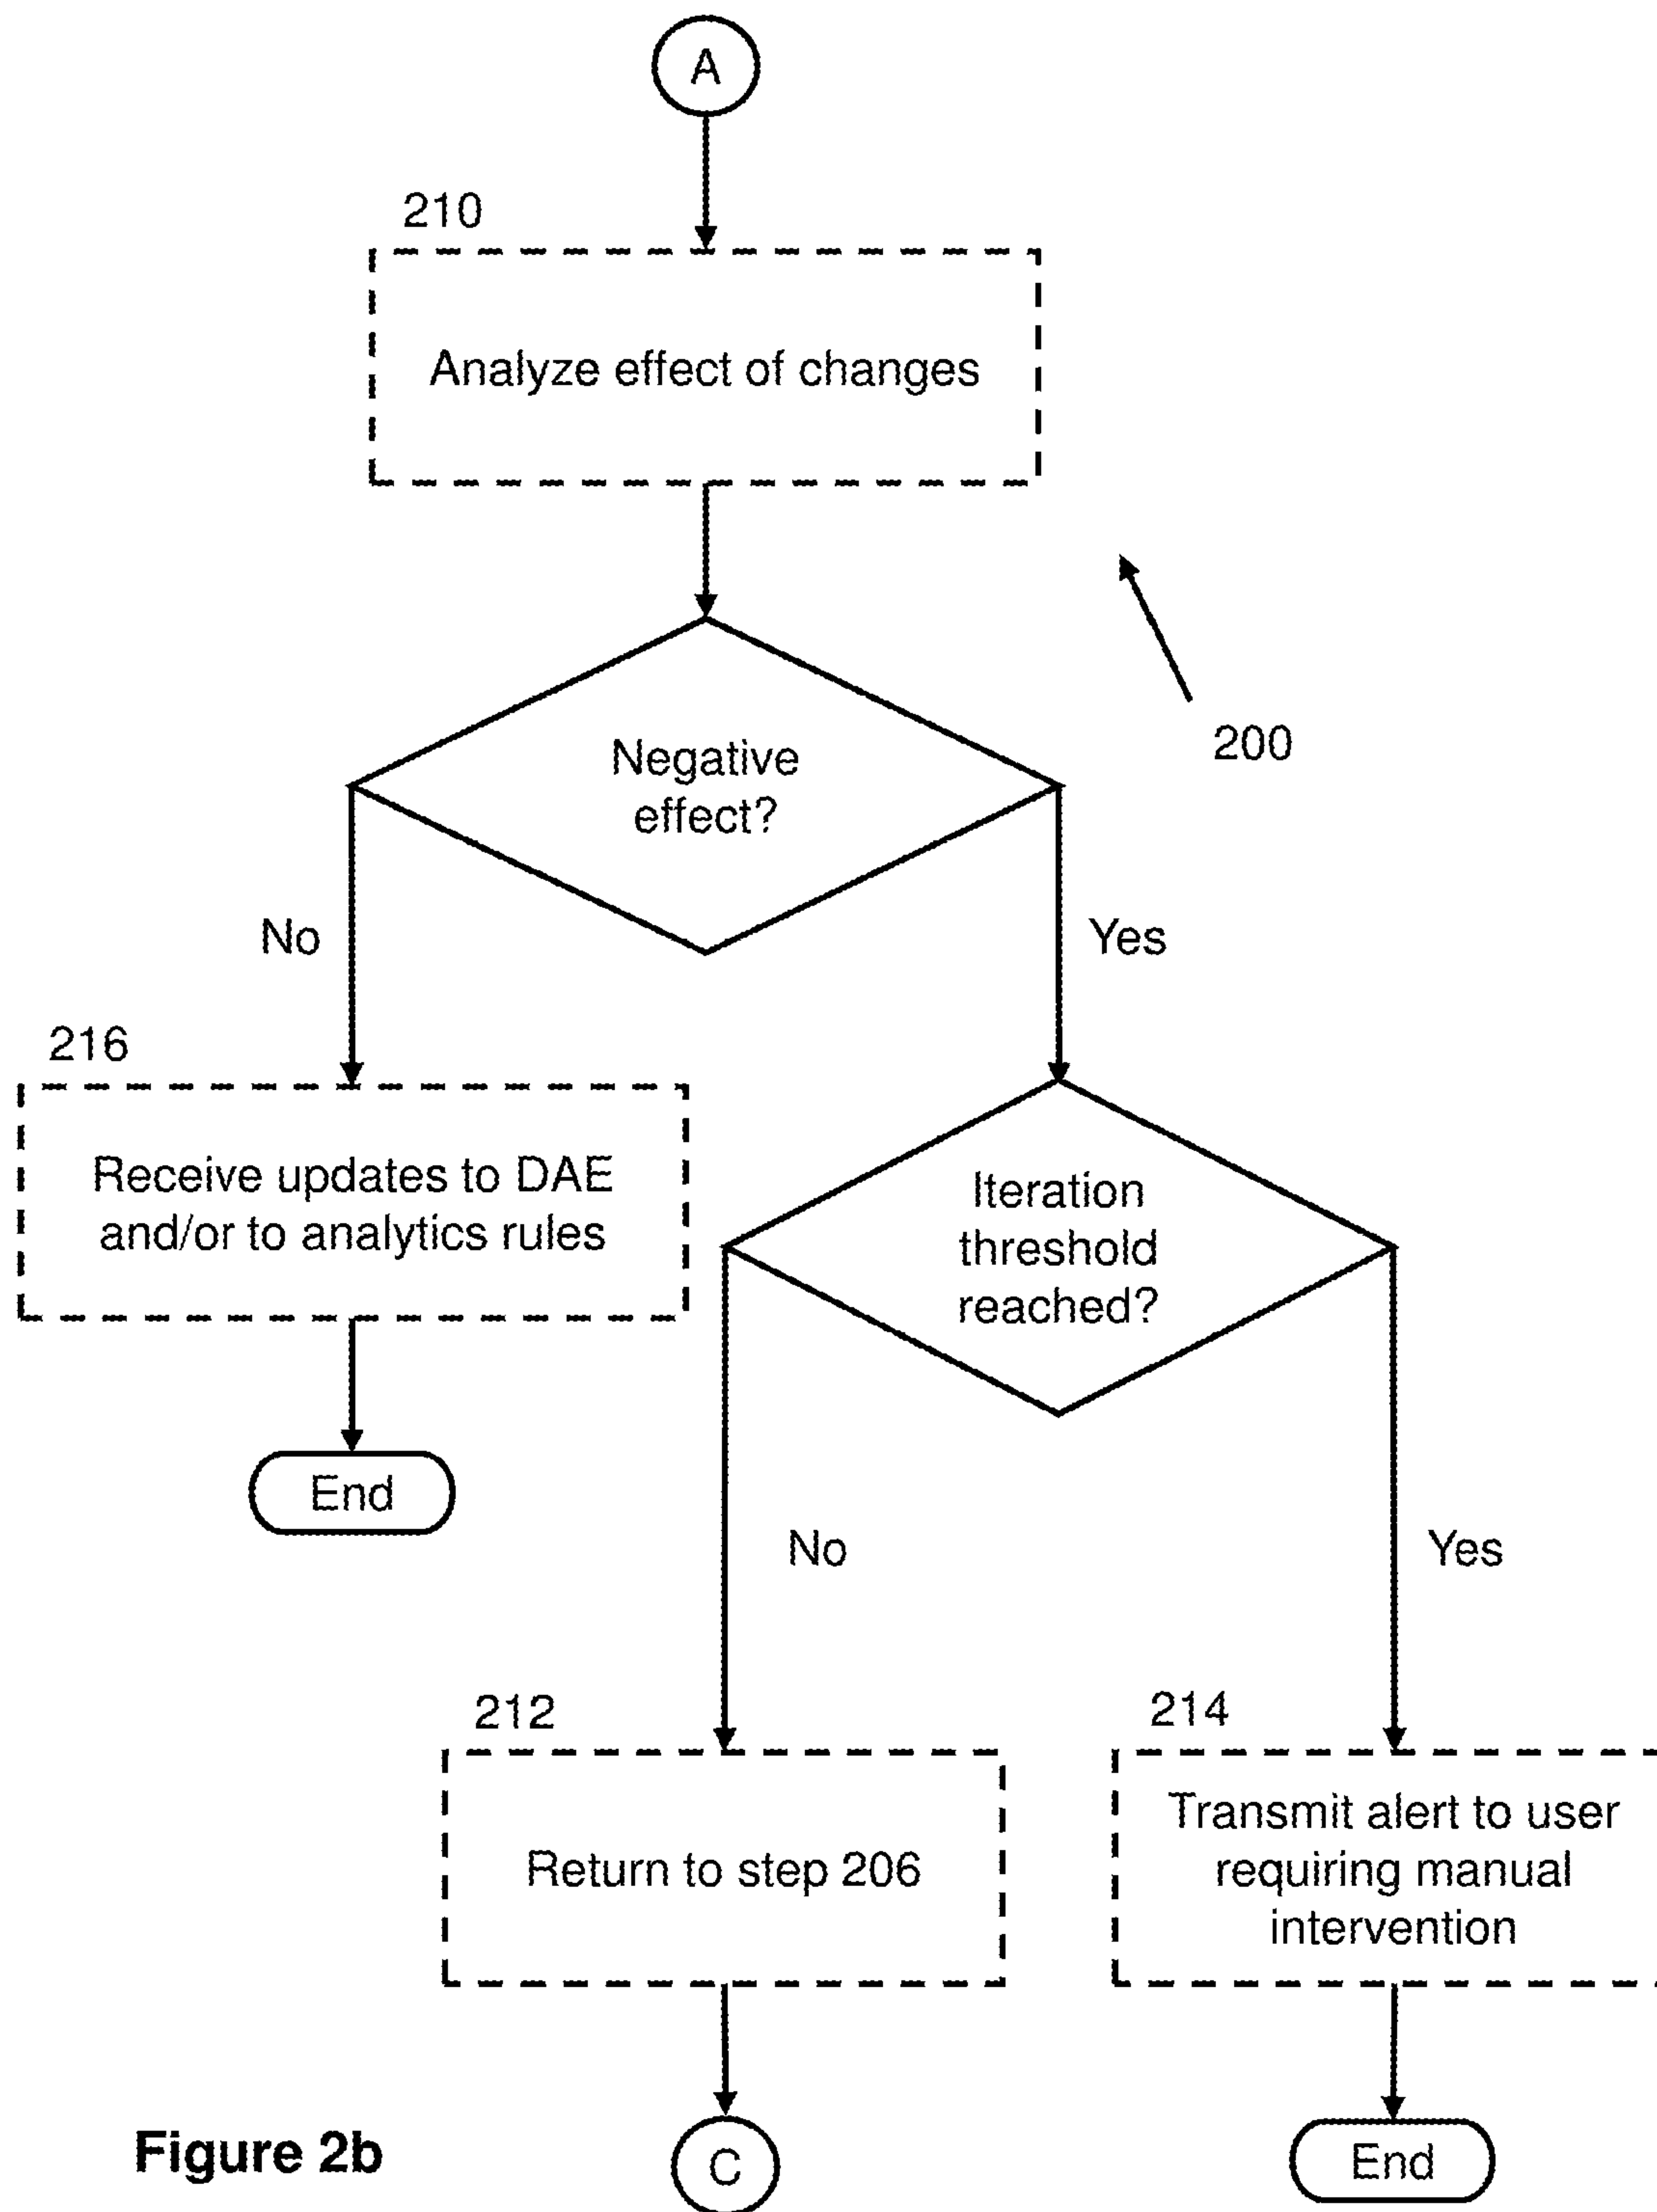 A
210
Analyze effect of changes
200
Negative
effect?
No
Yes
216
Receive updates to DAE
and/or to analytics rules
Iteration
threshold
reached?
End
No
Yes
212
214
Return to step 206
Transmit alert to user
requiring manual
intervention
Figure 2b
C
End